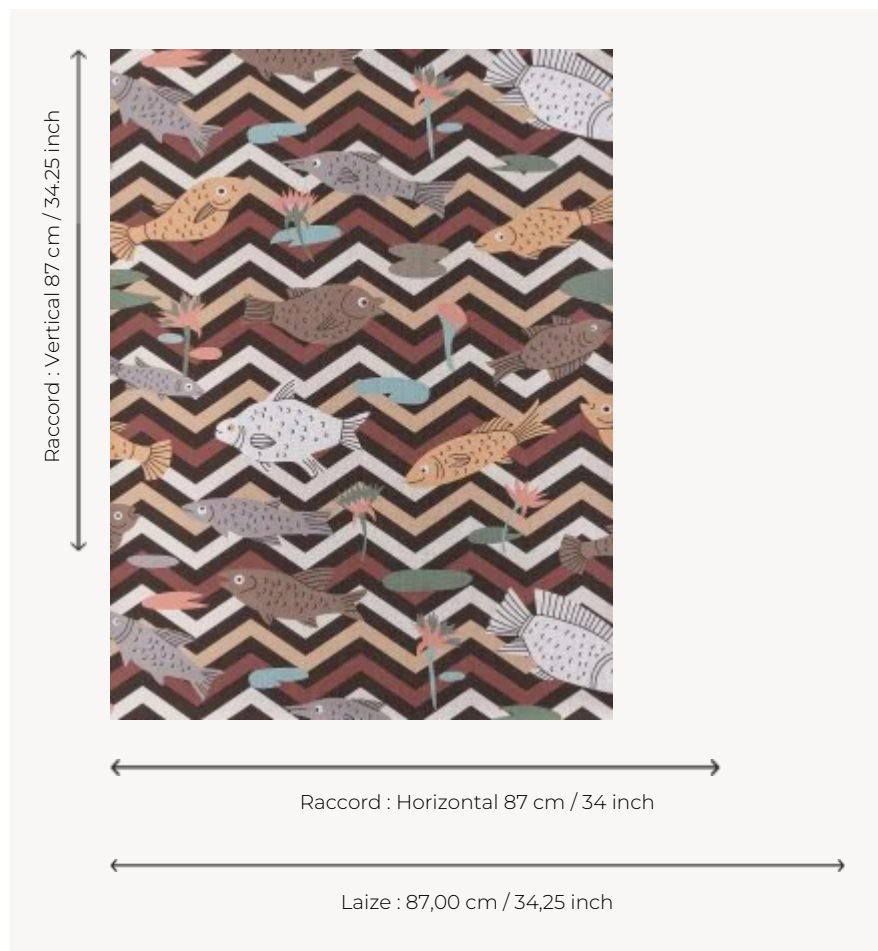 Raccord : Vertical 87 cm / 34.25 inch
Raccord : Horizontal 87 cm / 34 inch
Laize : 87,00 cm / 34,25 inch